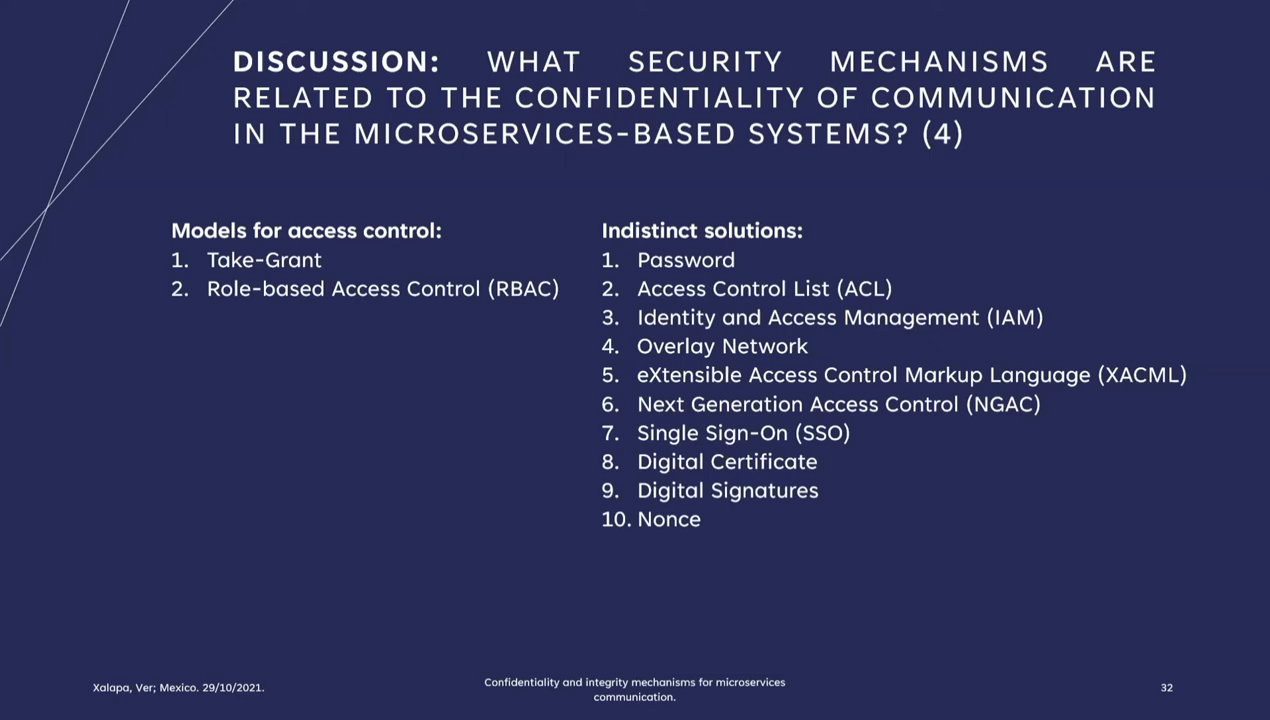 DISCUSSION: WHAT SECURITY MECHANISMS ARE
RELATED TO THE CONFIDENTIALITY OF COMMUNICATION
IN THE MICROSERVICES-BASED SYSTEMS? (4)
Models for access control:
1. Take-Grant
2. Role-based Access Control (RBAC)
Indistinct solutions:
1. Password
2. Access Control List (ACL)
3. Identity and Access Management (IAM)
4. Overlay Network
5. eXtensible Access Control Markup Language (XACML)
6. Next Generation Access Control (NGAC)
7. Single Sign-On (SSO)
8. Digital Certificate
9. Digital Signatures
10. Nonce
Xalapa, Ver; Mexico. 29/10/2021.
Confidentiality and integrity mechanisms for microservices
communication.
32